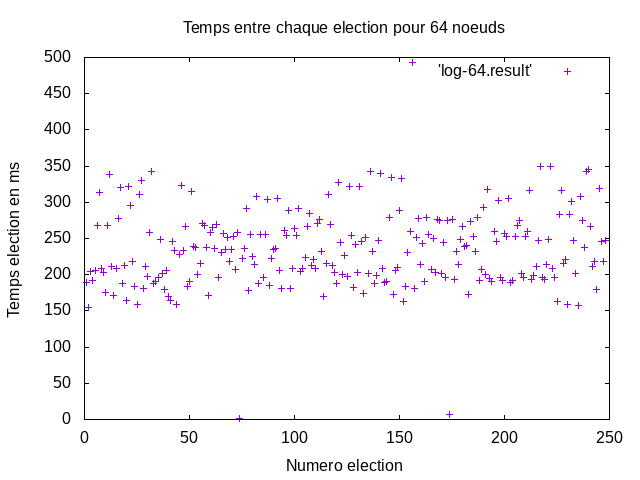 Temps entre chaque election pour 64 noeuds
500
'log-64.result'
450
400
350
300
250
200
150
100
50
0
Temps election en ms
0 50 100 150 200 250
Numero election